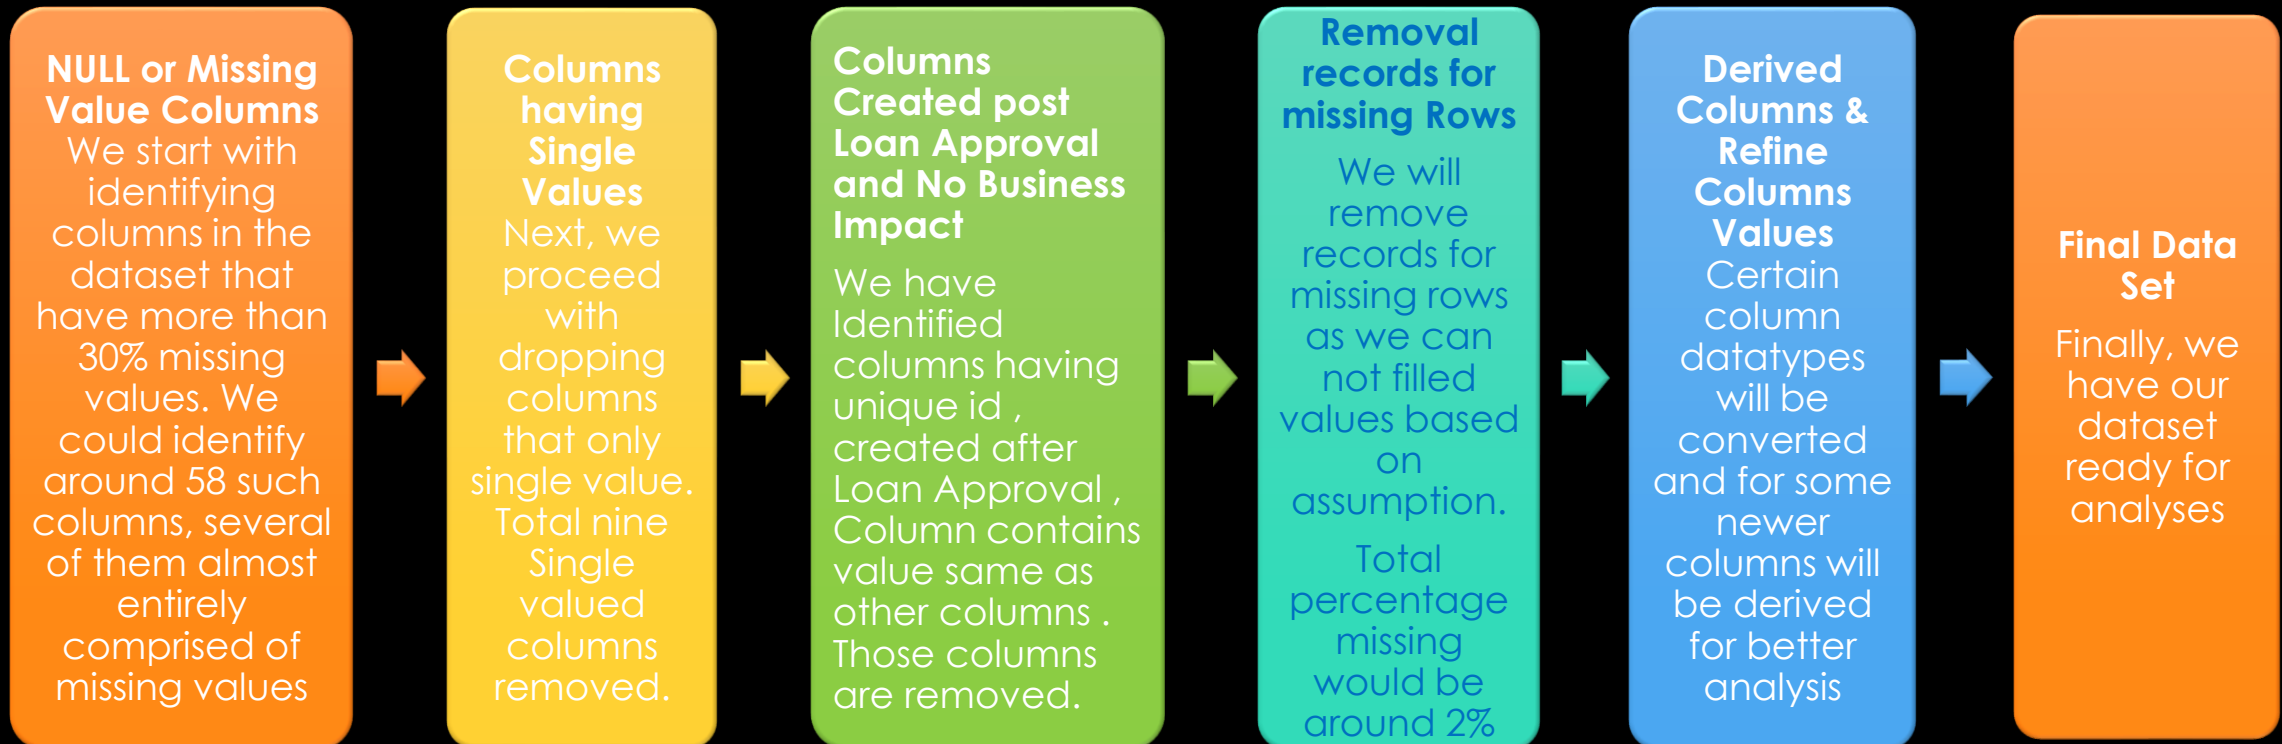 NULL or Missing
Value Columns
We start with
identifying
columns in the
dataset that
have more than
30% missing
values. We
could identify
around 58 such
columns, several
of them almost
entirely
comprised of
missing values
Columns
having
Single
Values
Next, we
proceed
with
dropping
columns
that only
single value.
Total nine
Single
valued
columns
removed.
Columns
Created post
Loan Approval
and No Business
Impact
We have
Identified
columns having
unique id ,
created after
Loan Approval ,
Column contains
value same as
other columns .
Those columns
are removed.
Removal
records for
missing Rows
We will
remove
records for
missing rows
as we can
not filled
values based
on
assumption.
Total
percentage
missing
would be
around 2%
Derived
Columns &
Refine
Columns
Values
Certain
column
datatypes
will be
converted
and for some
newer
columns will
be derived
for better
analysis
Final Data
Set
Finally, we
have our
dataset
ready for
analyses